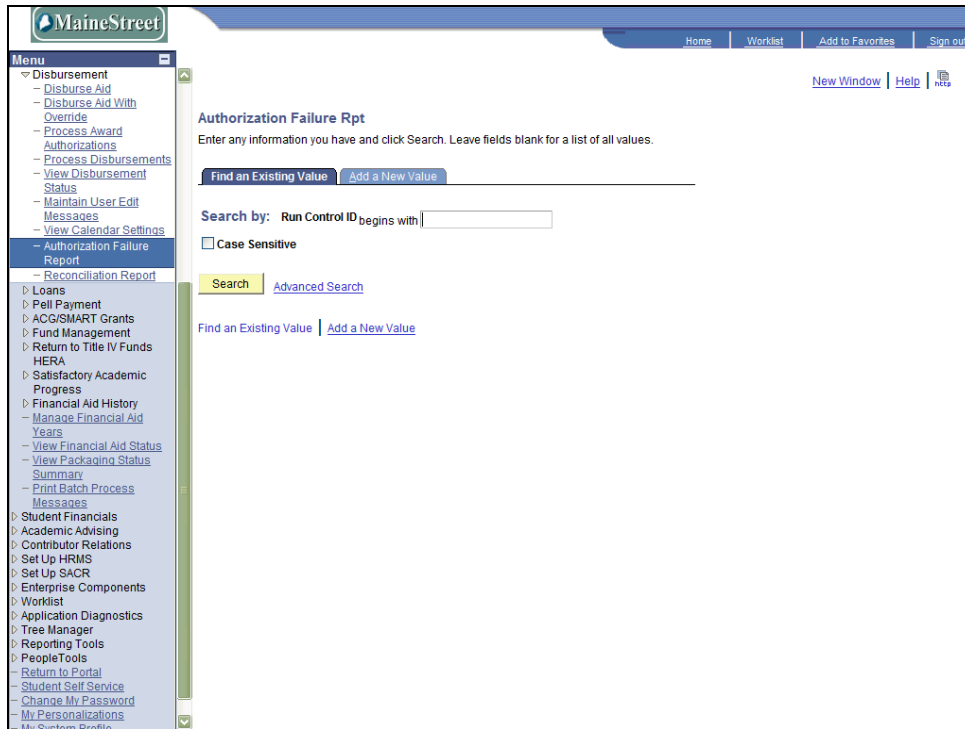 MaineStreet
Home Worklist Add to Favorites Sign out
Menu
Disbursement
Disburse Aid
Disburse Aid With
Override
Process Award
Authorizations
Process Disbursements
View Disbursement
Status
Maintain User Edit
Messages
View Calendar Settings
Authorization Failure
Report
Reconciliation Report
Loans
Pell Payment
ACG/SMART Grants
Fund Management
Return to Title IV Funds
HERA
Satisfactory Academic
Progress
Financial Aid History
Manage Financial Aid
Years
View Financial Aid Status
View Packaging Status
Summary
Print Batch Process
Messages
Student Financials
Academic Advising
Contributor Relations
Set Up HRMS
Set Up SACR
Enterprise Components
Worklist
Application Diagnostics
Tree Manager
Reporting Tools
PeopleTools
Return to Portal
Student Self Service
Change My Password
My Personalizations
My System Profile
New Window Help http
Authorization Failure Rpt
Enter any information you have and click Search. Leave fields blank for a list of all values.
Find an Existing Value Add a New Value
Search by: Run Control ID begins with
Case Sensitive
Search Advanced Search
Find an Existing Value Add a New Value